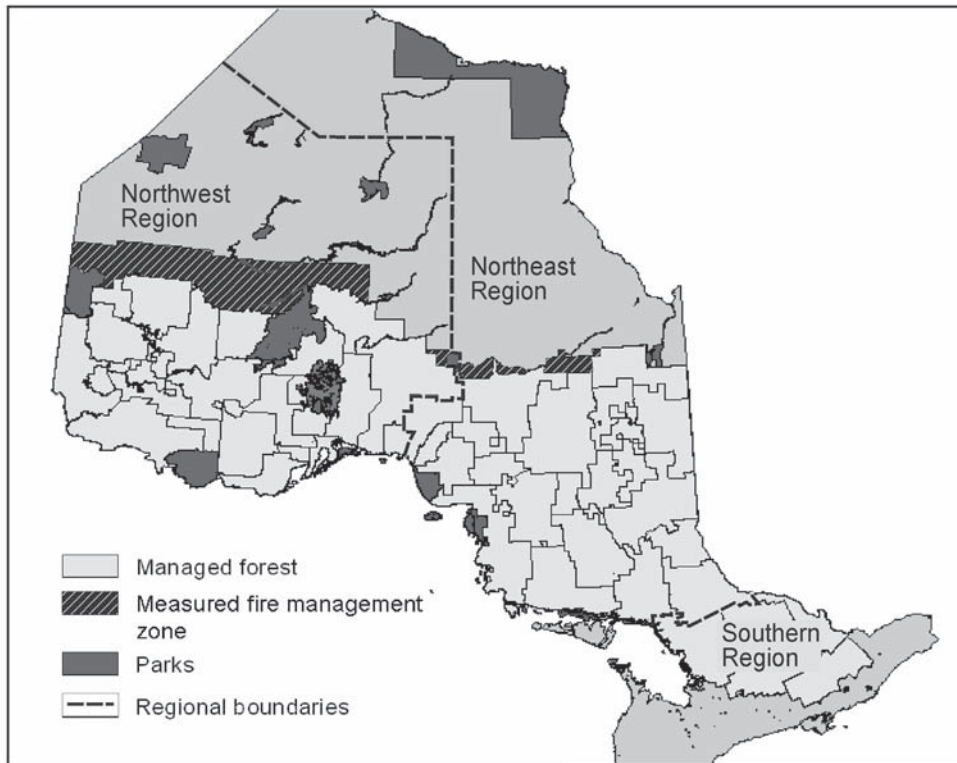 Northwest
Region
Northeast
Region
Southern
Region
Managed forest
Measured fire management
zone
Parks
Regional boundaries